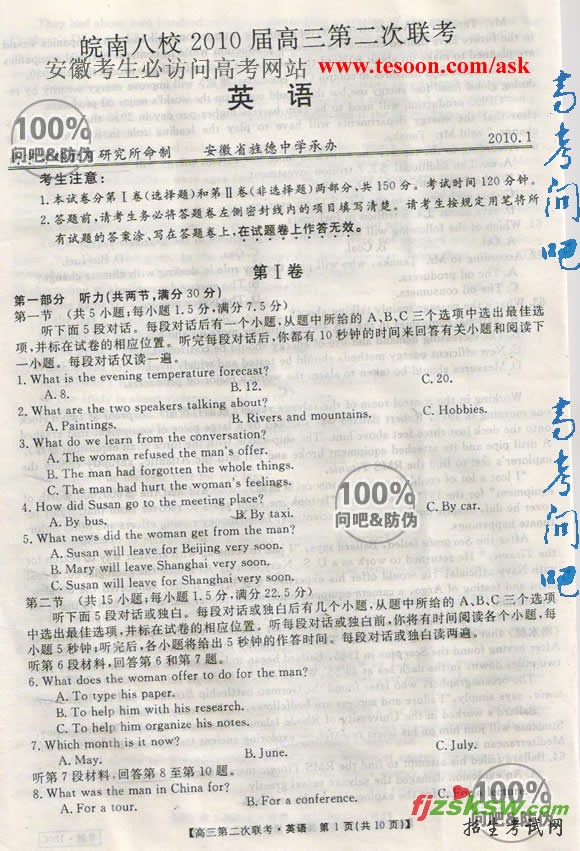 皖南八校 2010 届高三第二次联考
安徽考生必访问高考网站 www.tesoon.com/ask
英 语
100%
问吧&防伪
研究所命制 安徽省旌德中学承办 2010.1
考生注意:
1.本试卷分第Ⅰ卷(选择题)和第Ⅱ卷(非选择题)两部分,共 150 分。考试时间 120 分钟。
2.答题前,请考生务必将答题卷左侧密封线内的项目填写清楚。请考生按规定用笔将所
有试题的答案涂、写在答题卷上,在试题卷上作答无效。
第Ⅰ卷
第一部分 听力(共两节,满分 30 分)
第一节 (共 5 小题;每小题 1.5 分,满分 7.5 分)
听下面 5 段对话。每段对话后有一个小题,从题中所给的 A、B、C 三个选项中选出最佳选
项,并标在试卷的相应位置。听完每段对话后,你都有 10 秒钟的时间来回答有关小题和阅读下
一小题。每段对话仅读一遍。
1. What is the evening temperature forecast?
A. 8. B. 12. C. 20.
2. What are the two speakers talking about?
A. Paintings. B. Rivers and mountains. C. Hobbies.
3. What do we learn from the conversation?
A. The woman refused the man's offer.
B. The man had forgotten the whole things.
C. The man had hurt the woman's feelings.
4. How did Susan go to the meeting place?
A. By bus. B. By taxi. C. By car.
5. What news did the woman get from the man?
A. Susan will leave for Beijing very soon.
B. Mary will leave for Shanghai very soon.
C. Susan will leave for Shanghai very soon.
第二节 (共 15 小题;每小题 1.5 分,满分 22.5 分)
听下面 5 段对话或独白。每段对话或独白后有几个小题,从题中所给的 A、B、C 三个选项
中选出最佳选项,并标在试卷的相应位置。听每段对话或独白前,你将有时间阅读各个小题,每
小题 5 秒钟;听完后,各小题将给出 5 秒钟的作答时间。每段对话或独白读两遍。
听第 6 段材料,回答第 6 和第 7 题。
6. What does the woman offer to do for the man?
A. To type his paper.
B. To help him with his research.
C. To help him organize his notes.
7. Which month is it now?
A. May. B. June. C. July.
听第 7 段材料,回答第 8 至第 10 题。
8. What was the man in China for?
A. For a tour. B. For research. C. For
【高三第二次联考·英语 第 1 页(共 10 页)】
高考问吧
高考问吧
100%
问吧&防伪
100%
问吧&防伪
fjzsksw.com
招生考试网